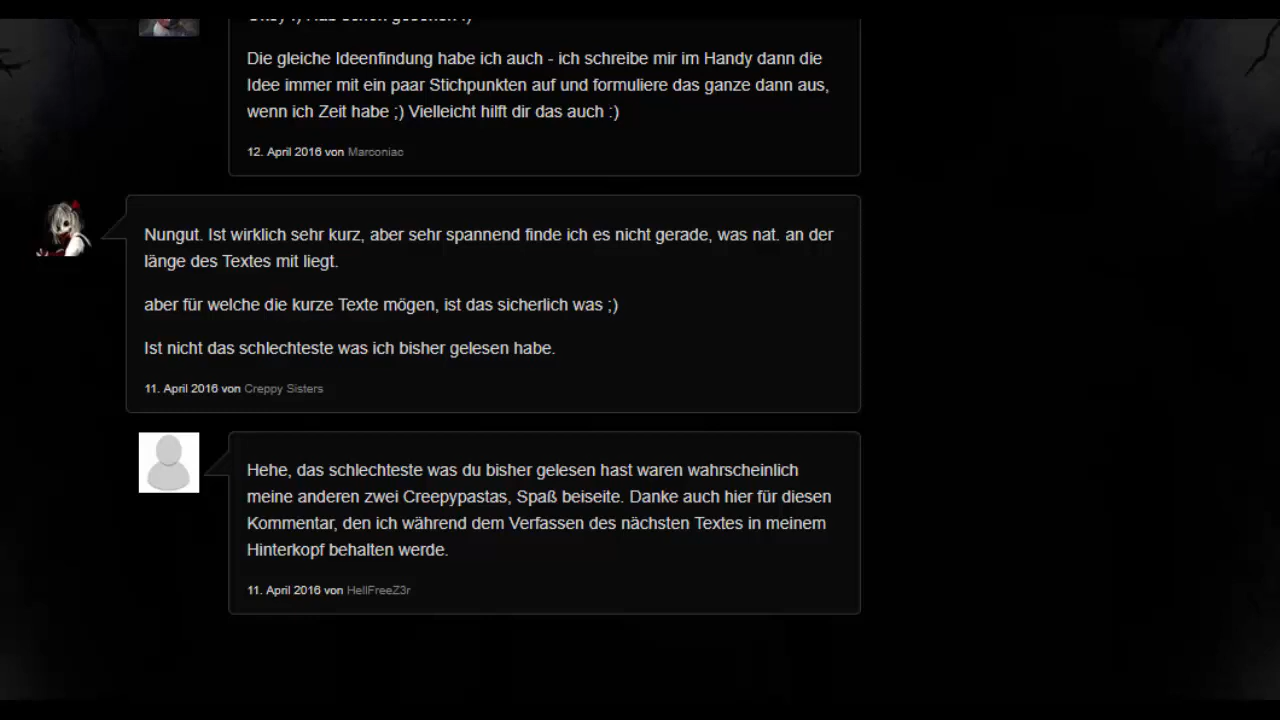 Die gleiche Ideenfindung habe ich auch - ich schreibe mir im Handy dann die
Idee immer mit ein paar Stichpunkten auf und formuliere das ganze dann aus,
wenn ich Zeit habe ;) Vielleicht hilft dir das auch :)
12. April 2016 von Marconiac
Nungut. Ist wirklich sehr kurz, aber sehr spannend finde ich es nicht gerade, was nat. an der
länge des Textes mit liegt.
aber für welche die kurze Texte mögen, ist das sicherlich was ;)
Ist nicht das schlechteste was ich bisher gelesen habe.
11. April 2016 von Creppy Sisters
Hehe, das schlechteste was du bisher gelesen hast waren wahrscheinlich
meine anderen zwei Creepypastas, Spaß beiseite. Danke auch hier für diesen
Kommentar, den ich während dem Verfassen des nächsten Textes in meinem
Hinterkopf behalten werde.
11. April 2016 von HellFreeZ3r